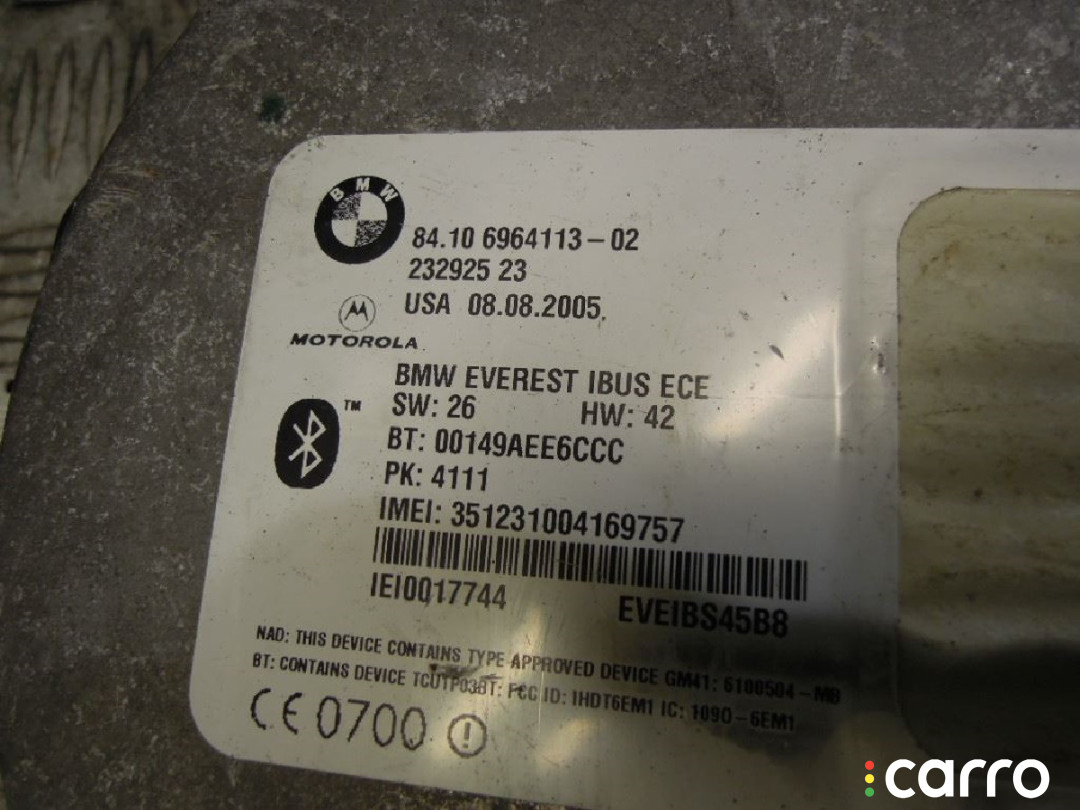 BMW
84.10 6964113-02
232925 23
USA 08.08.2005
MOTOROLA
BMW EVEREST IBUS ECE
SW: 26 HW: 42
™
BT: 00149AEE6CCC
PK: 4111
IMEI: 351231004169757
IEI0017744 EVEIBS45B8
NAD: THIS DEVICE CONTAINS TYPE APPROVED DEVICE GM41: 6100504-MB
BT: CONTAINS DEVICE FCC ID: IHDT6EM1 IC: 1090-6EM1
CE 0700
carro